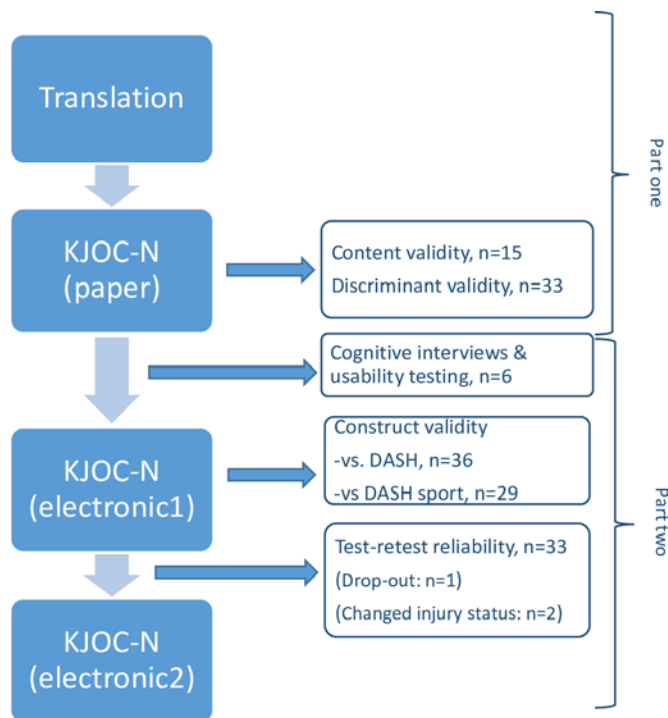 Translation
KJOC-N
(paper)
Content validity, n=15
Discriminant validity, n=33
Part one
Cognitive interviews &
usability testing, n=6
KJOC-N
(electronic1)
Construct validity
-vs. DASH, n=36
-vs DASH sport, n=29
Test-retest reliability, n=33
(Drop-out: n=1)
(Changed injury status: n=2)
KJOC-N
(electronic2)
Part two